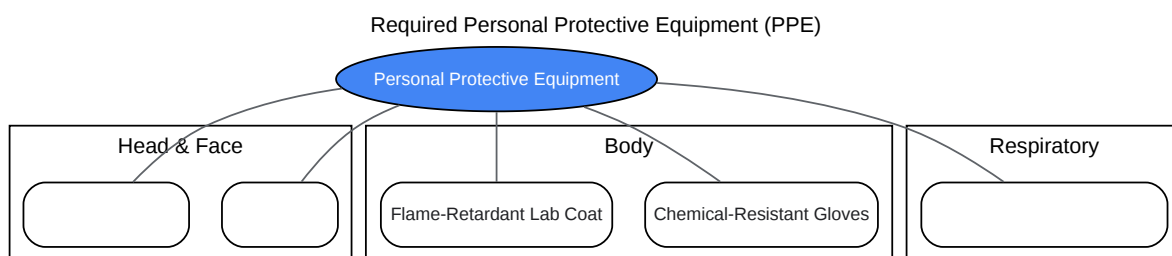 Required Personal Protective Equipment (PPE)
Personal Protective Equipment
Head & Face
Body
Respiratory
Flame-Retardant Lab Coat
Chemical-Resistant Gloves